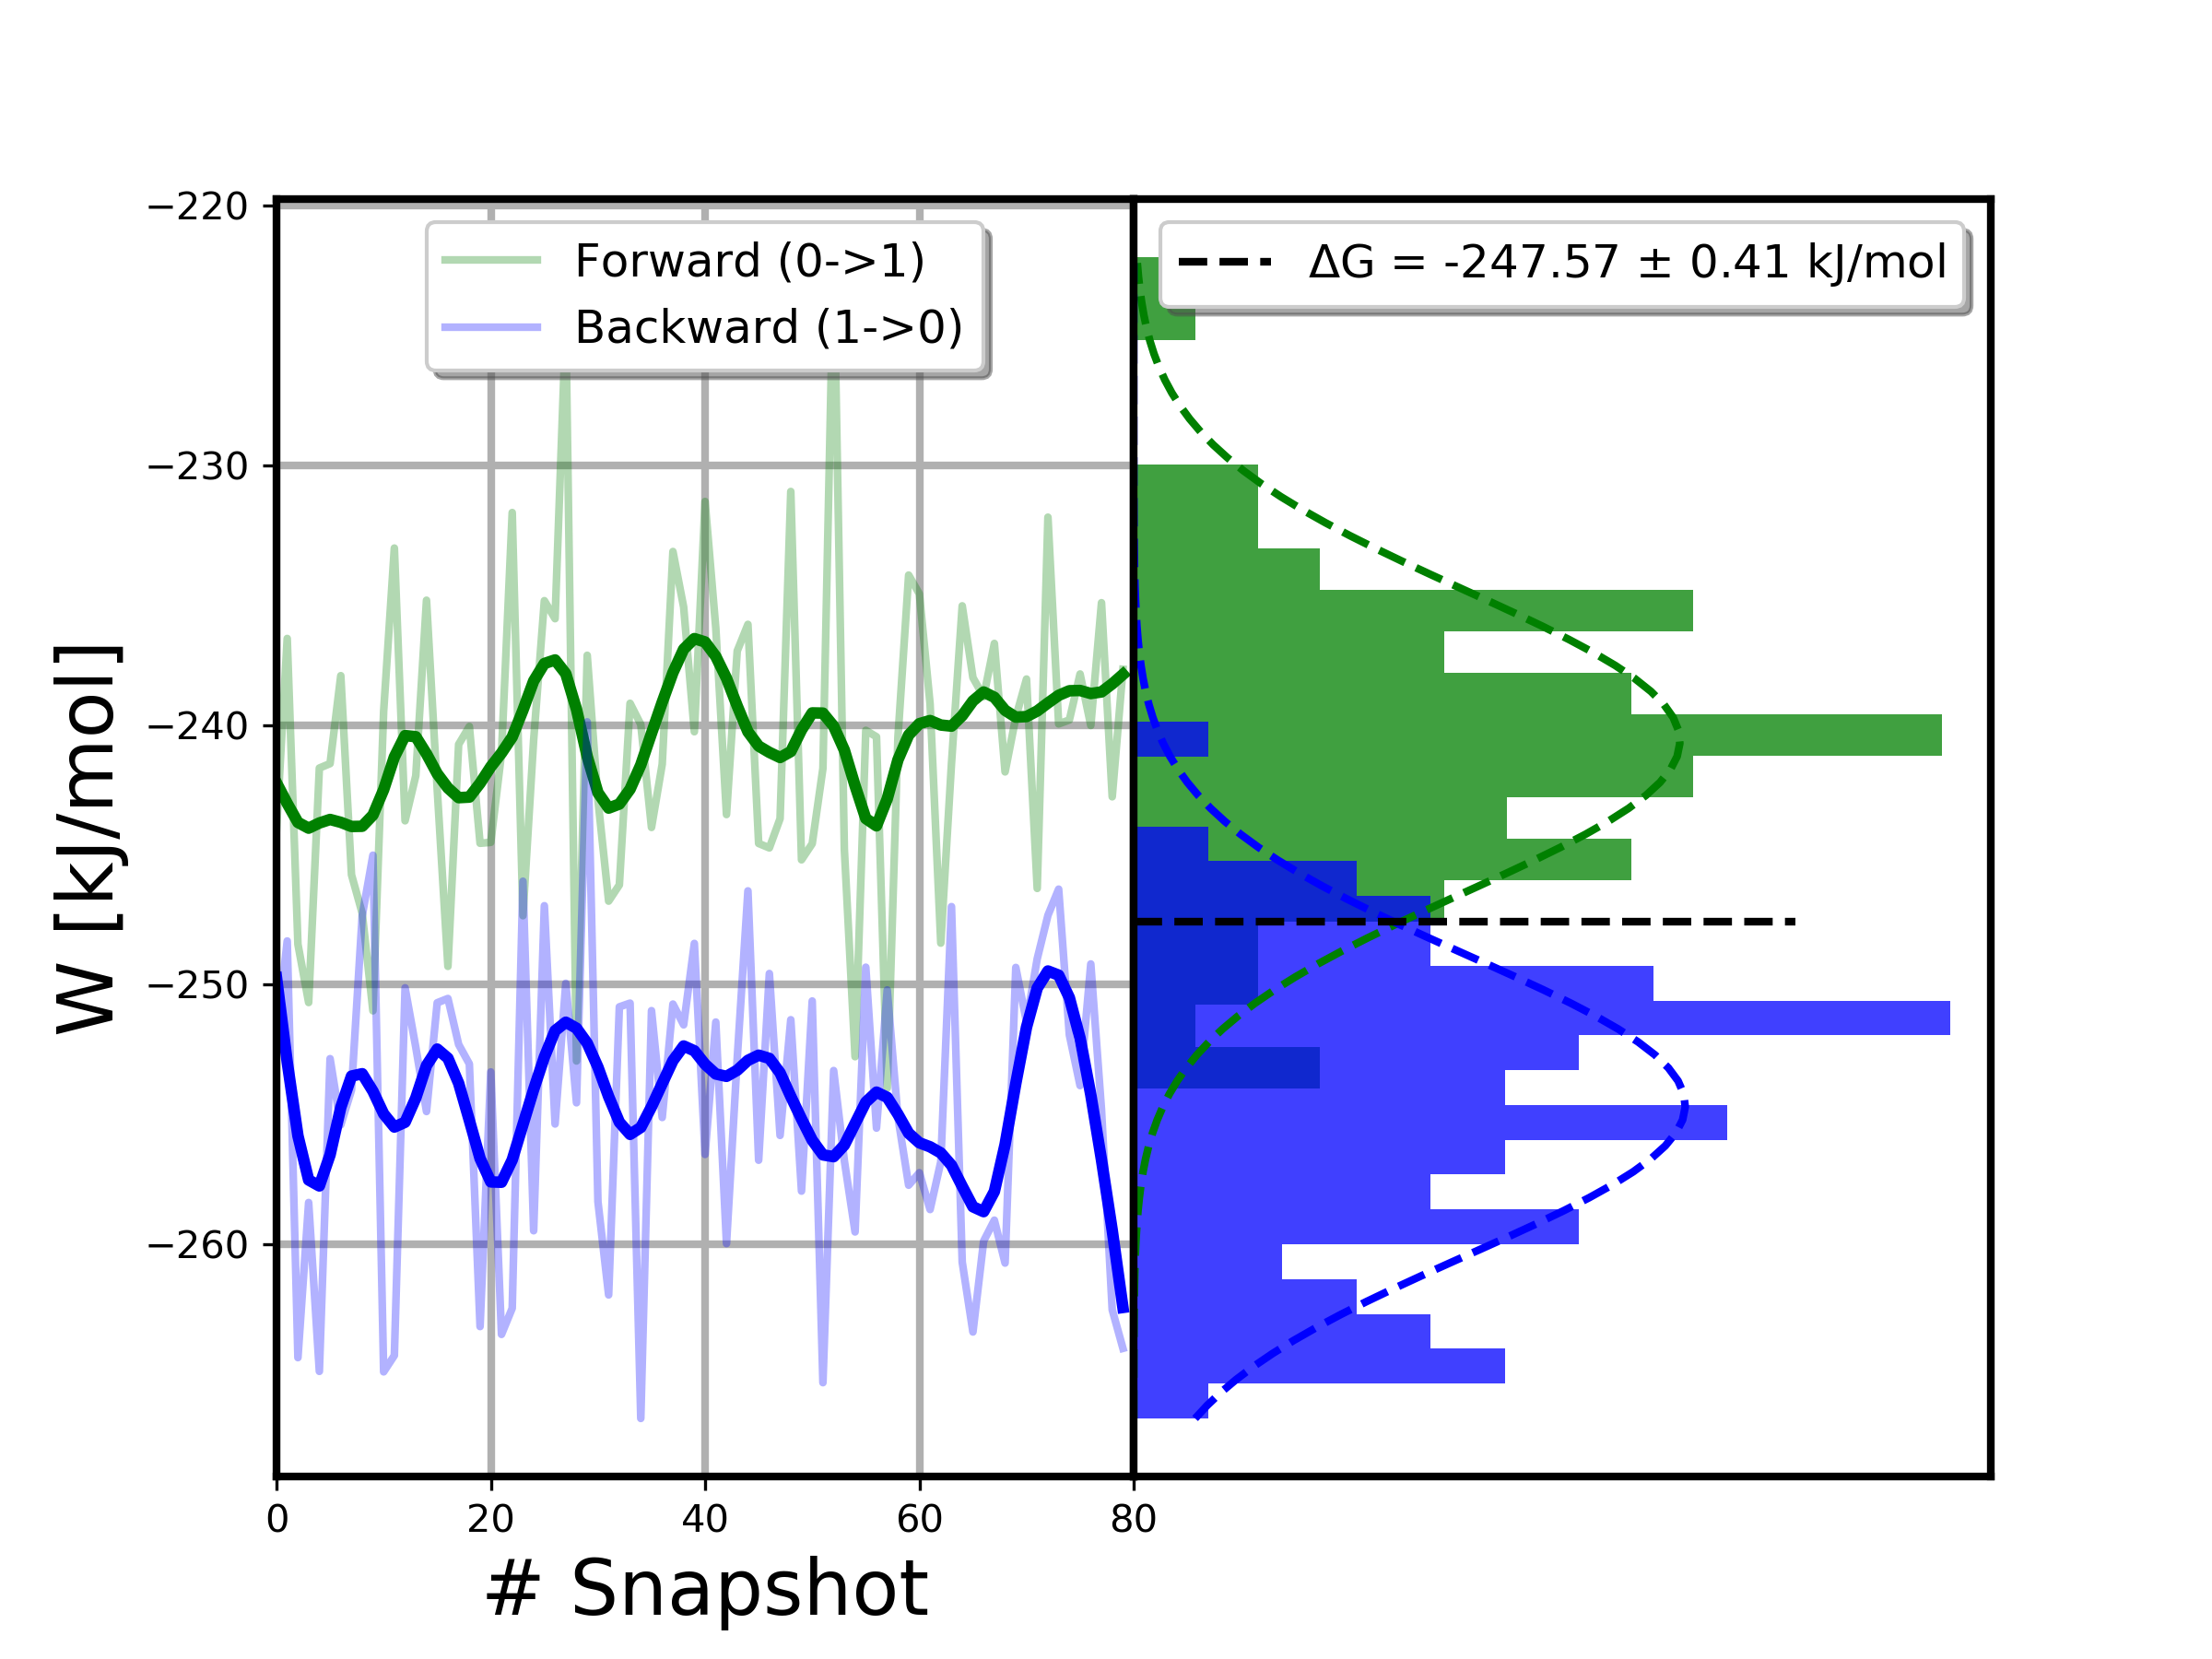 −220
−230
−240
−250
−260
W [kJ/mol]
Forward (0->1)
Backward (1->0)
ΔG = -247.57 ± 0.41 kJ/mol
0 20 40 60 80
# Snapshot